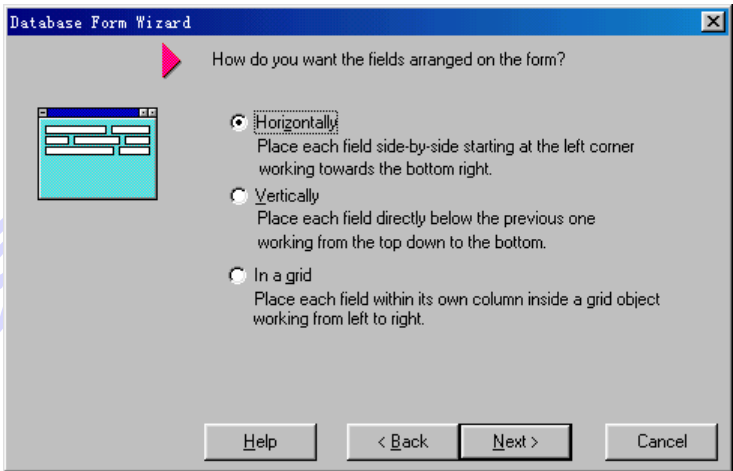 Database Form Wizard
How do you want the fields arranged on the form?
Horizontally
Place each field side-by-side starting at the left corner
working towards the bottom right.
Vertically
Place each field directly below the previous one
working from the top down to the bottom.
In a grid
Place each field within its own column inside a grid object
working from left to right.
Help
< Back
Next >
Cancel